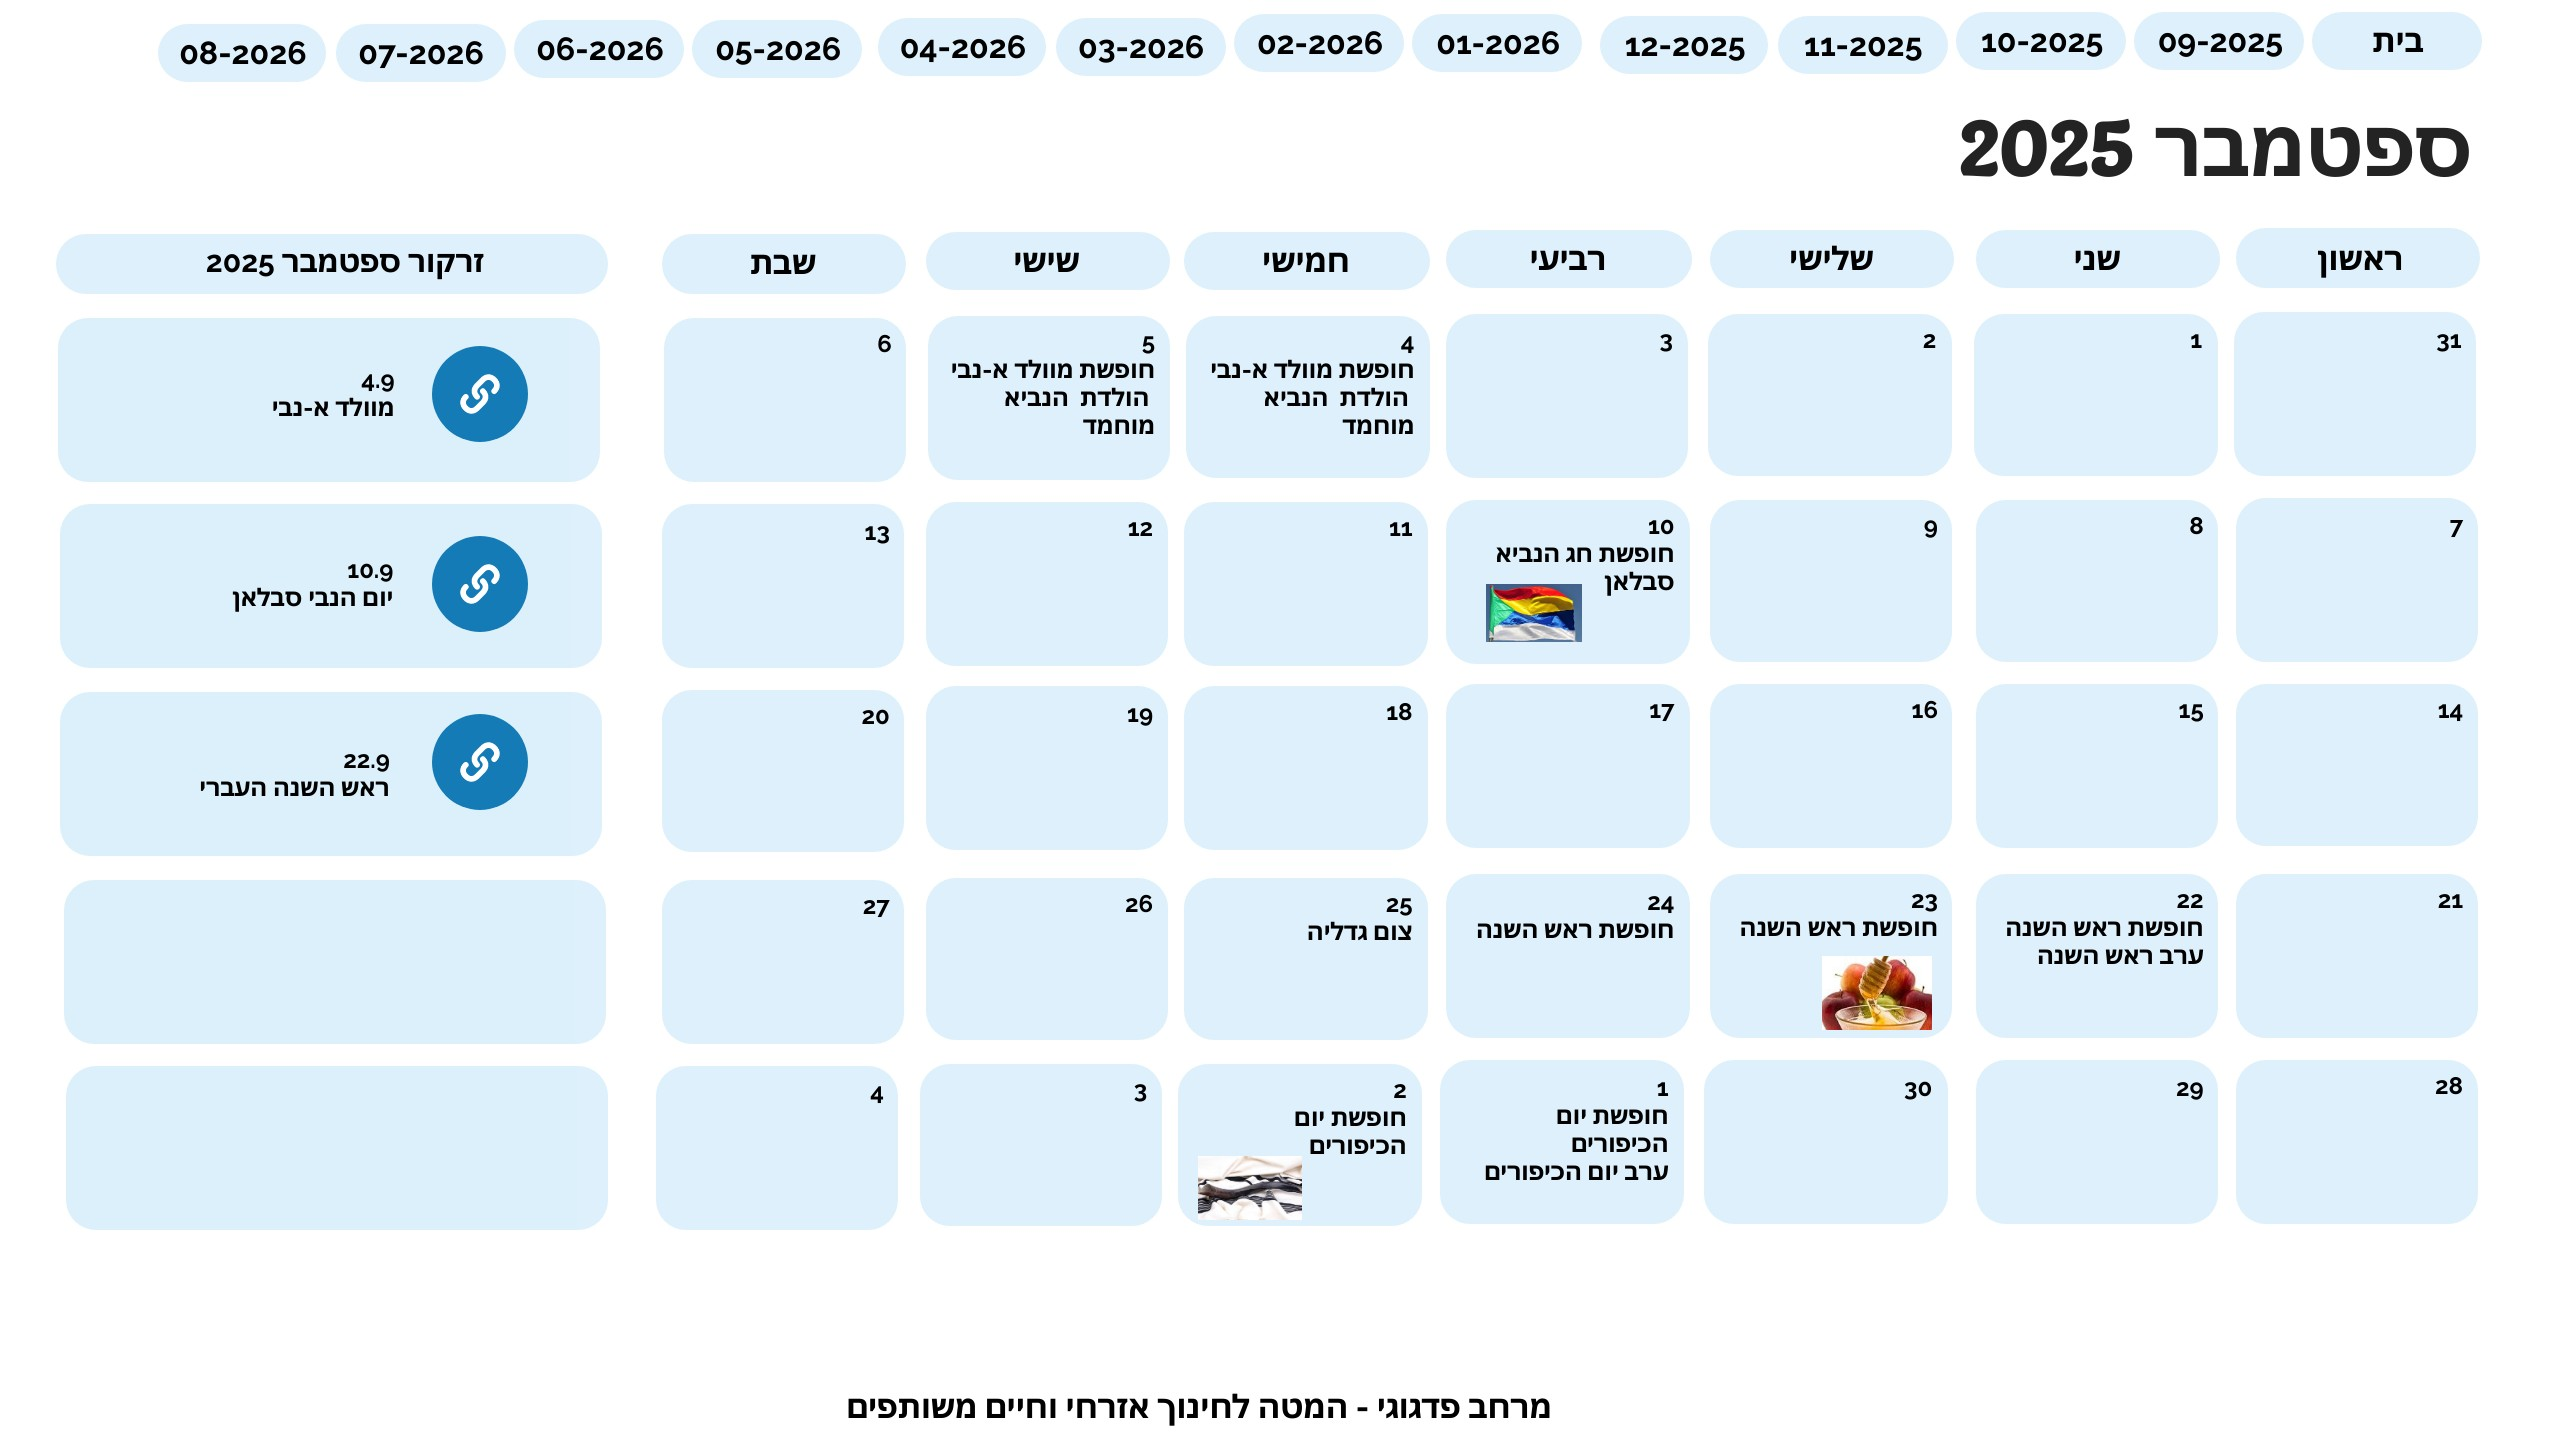 בית
09-2025
10-2025
11-2025
12-2025
01-2026
02-2026
03-2026
04-2026
05-2026
06-2026
07-2026
08-2026
ספטמבר 2025
ראשון
שני
שלישי
רביעי
חמישי
שישי
שבת
זרקור ספטמבר 2025
31
1
2
3
4
חופשת מוולד א-נבי
הולדת הנביא
מוחמד
5
חופשת מוולד א-נבי
הולדת הנביא
מוחמד
6
4.9
מוולד א-נבי
7
8
9
10
חופשת חג הנביא
סבלאן
11
12
13
10.9
יום הנבי סבלאן
14
15
16
17
18
19
20
22.9
ראש השנה העברי
21
22
חופשת ראש השנה
ערב ראש השנה
23
חופשת ראש השנה
24
חופשת ראש השנה
25
צום גדליה
26
27
28
29
30
1
חופשת יום
הכיפורים
ערב יום הכיפורים
2
חופשת יום
הכיפורים
3
4
מרחב פדגוגי - המטה לחינוך אזרחי וחיים משותפים